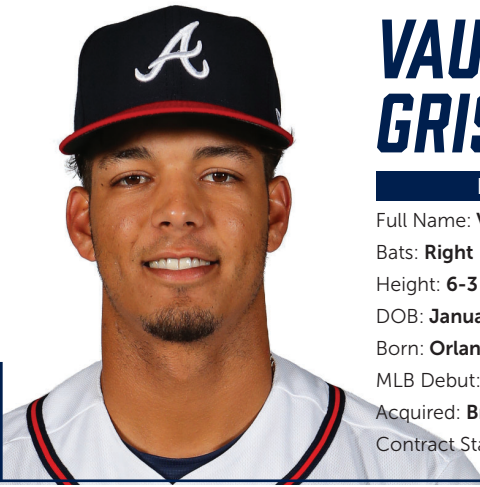 VAU
GRIS
Full Name:
Bats: Right
Height: 6-3
DOB: Janua
Born: Orlan
MLB Debut:
Acquired: B
Contract Sta
A